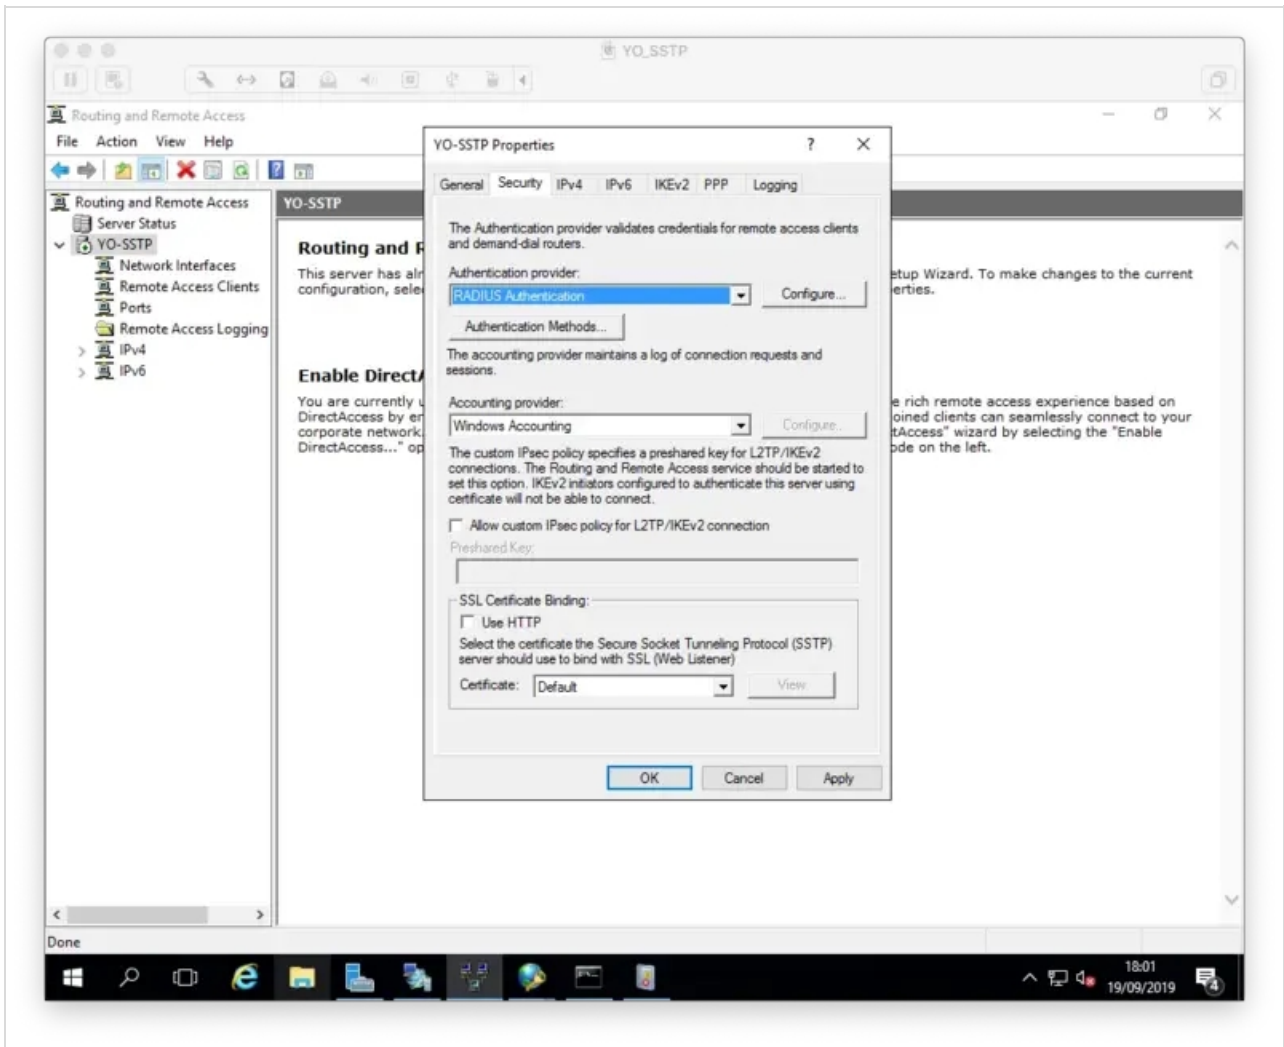 YO_SSTP
Routing and Remote Access
File Action View Help
Routing and Remote Access
Server Status
YO-SSTP
Network Interfaces
Remote Access Clients
Ports
Remote Access Logging
IPv4
IPv6
YO-SSTP
Routing and R
This server has alr
configuration, sele
etup Wizard. To make changes to the current
erties.
Enable DirectA
You are currently u
DirectAccess by en
corporate network.
DirectAccess..." op
e rich remote access experience based on
oined clients can seamlessly connect to your
tAccess" wizard by selecting the "Enable
ode on the left.
YO-SSTP Properties
?
General Security IPv4 IPv6 IKEv2 PPP Logging
The Authentication provider validates credentials for remote access clients
and demand-dial routers.
Authentication provider:
RADIUS Authentication Configure...
Authentication Methods...
The accounting provider maintains a log of connection requests and
sessions.
Accounting provider:
Windows Accounting Configure...
The custom IPsec policy specifies a preshared key for L2TP/IKEv2
connections. The Routing and Remote Access service should be started to
set this option. IKEv2 initiators configured to authenticate this server using
certificate will not be able to connect.
Allow custom IPsec policy for L2TP/IKEv2 connection
Preshared Key:
SSL Certificate Binding:
Use HTTP
Select the certificate the Secure Socket Tunneling Protocol (SSTP)
server should use to bind with SSL (Web Listener)
Certificate: Default View
OK Cancel Apply
Done
18:01
19/09/2019
4